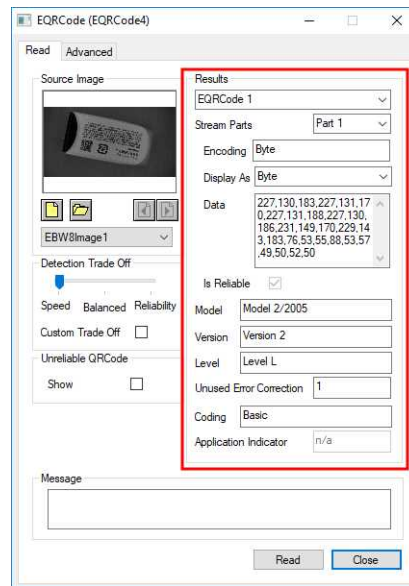 EQRCode (EQRCode4)
Read
Advanced
Source Image
EBW8Image1
Detection Trade Off
Speed
Balanced
Reliability
Custom Trade Off
Unreliable QRCode
Show
Results
EQRCode 1
Stream Parts
Part 1
Encoding
Byte
Display As
Byte
Data
227,130,183,227,131,17
0,227,131,188,227,130,
186,231,149,170,229,14
3,183,76,53,55,88,53,57
,49,50,52,50
Is Reliable
Model
Model 2/2005
Version
Version 2
Level
Level L
Unused Error Correction
1
Coding
Basic
Application Indicator
n/a
Message
Read
Close